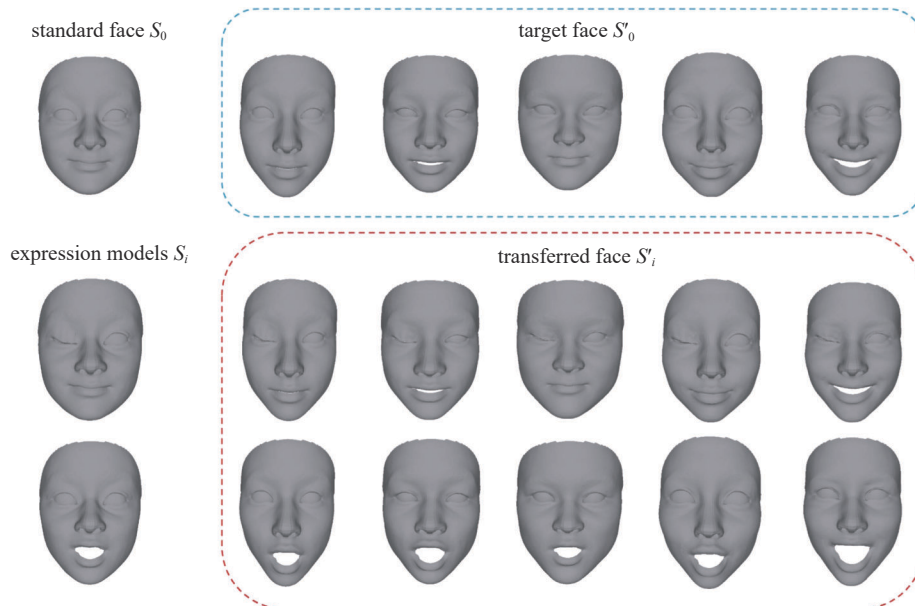 standard face S₀
target face S′₀
expression models Sᵢ
transferred face S′ᵢ